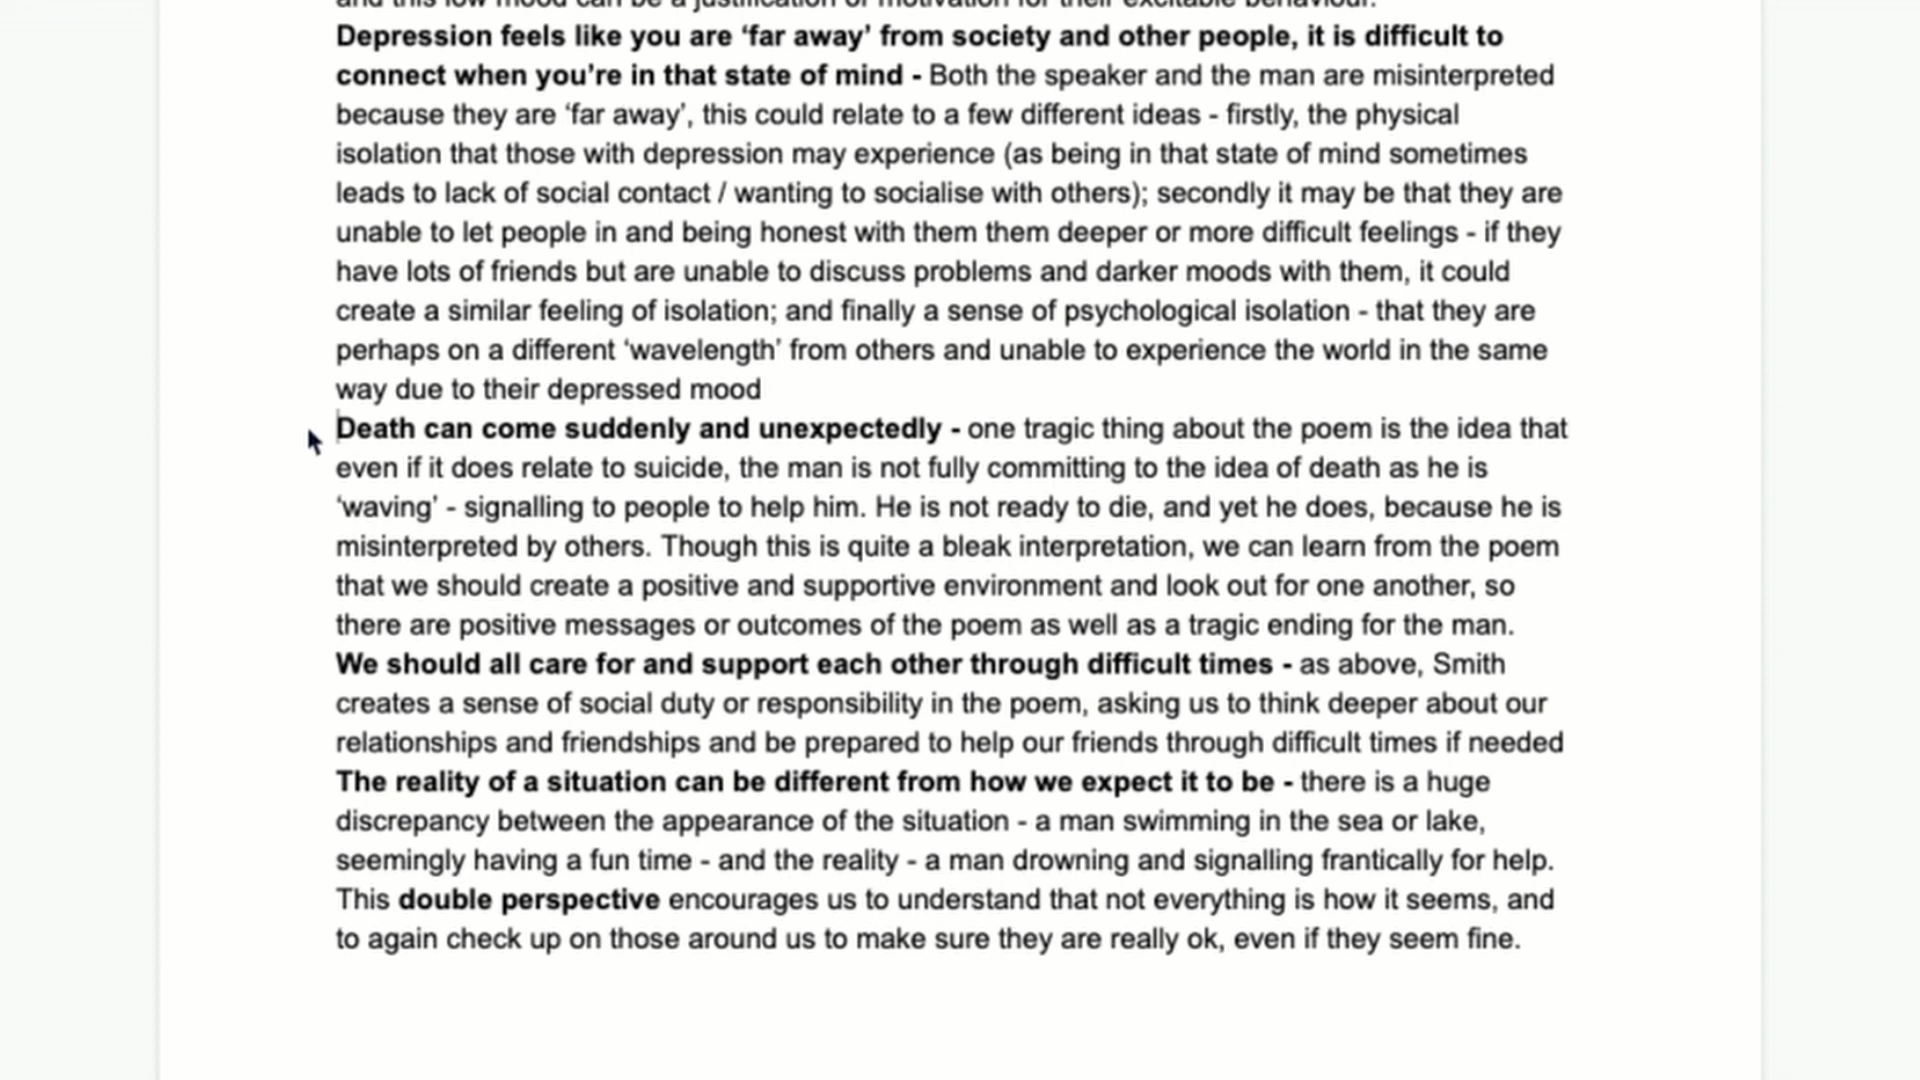 and this low mood can be a justification or motivation for their excitable behaviour.
Depression feels like you are ‘far away’ from society and other people, it is difficult to
connect when you’re in that state of mind - Both the speaker and the man are misinterpreted
because they are ‘far away’, this could relate to a few different ideas - firstly, the physical
isolation that those with depression may experience (as being in that state of mind sometimes
leads to lack of social contact / wanting to socialise with others); secondly it may be that they are
unable to let people in and being honest with them them deeper or more difficult feelings - if they
have lots of friends but are unable to discuss problems and darker moods with them, it could
create a similar feeling of isolation; and finally a sense of psychological isolation - that they are
perhaps on a different ‘wavelength’ from others and unable to experience the world in the same
way due to their depressed mood
Death can come suddenly and unexpectedly - one tragic thing about the poem is the idea that
even if it does relate to suicide, the man is not fully committing to the idea of death as he is
‘waving’ - signalling to people to help him. He is not ready to die, and yet he does, because he is
misinterpreted by others. Though this is quite a bleak interpretation, we can learn from the poem
that we should create a positive and supportive environment and look out for one another, so
there are positive messages or outcomes of the poem as well as a tragic ending for the man.
We should all care for and support each other through difficult times - as above, Smith
creates a sense of social duty or responsibility in the poem, asking us to think deeper about our
relationships and friendships and be prepared to help our friends through difficult times if needed
The reality of a situation can be different from how we expect it to be - there is a huge
discrepancy between the appearance of the situation - a man swimming in the sea or lake,
seemingly having a fun time - and the reality - a man drowning and signalling frantically for help.
This double perspective encourages us to understand that not everything is how it seems, and
to again check up on those around us to make sure they are really ok, even if they seem fine.